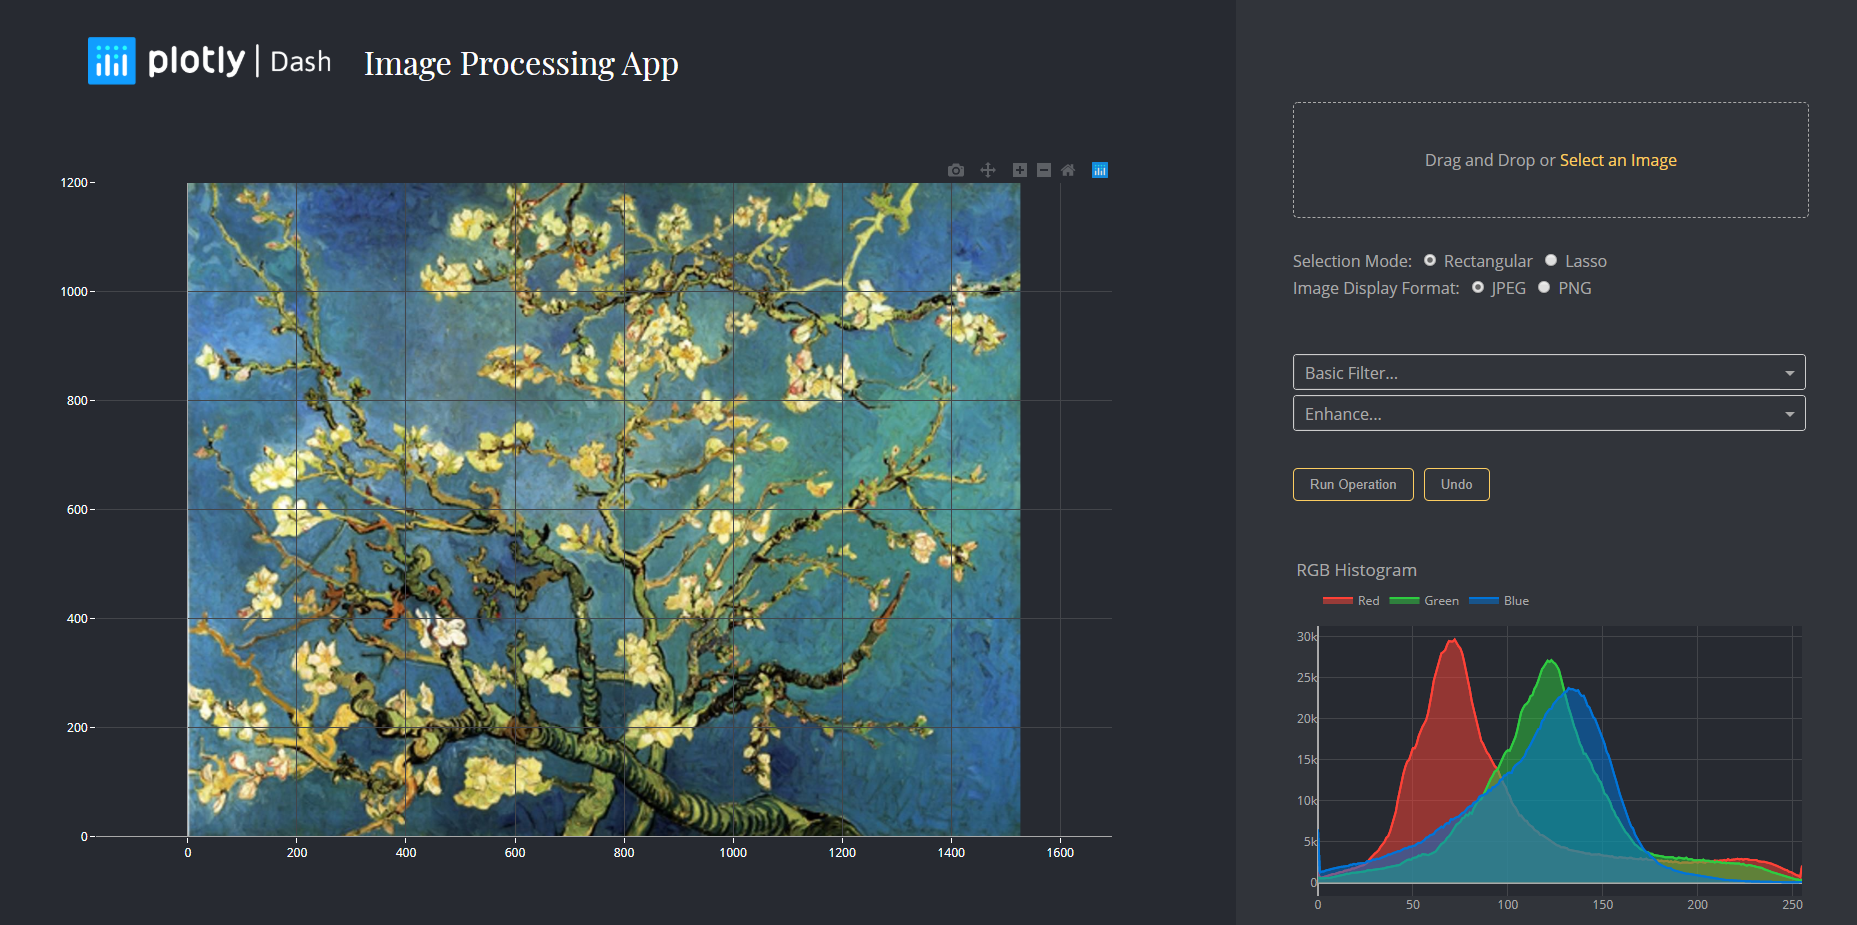 plotly | Dash Image Processing App
Drag and Drop or Select an Image
Selection Mode: Rectangular Lasso
Image Display Format: JPEG PNG
Basic Filter...
Enhance...
Run Operation Undo
RGB Histogram
Red Green Blue
30k
25k
20k
15k
10k
5k
0
0 50 100 150 200 250
1200
1000
800
600
400
200
0
0 200 400 600 800 1000 1200 1400 1600